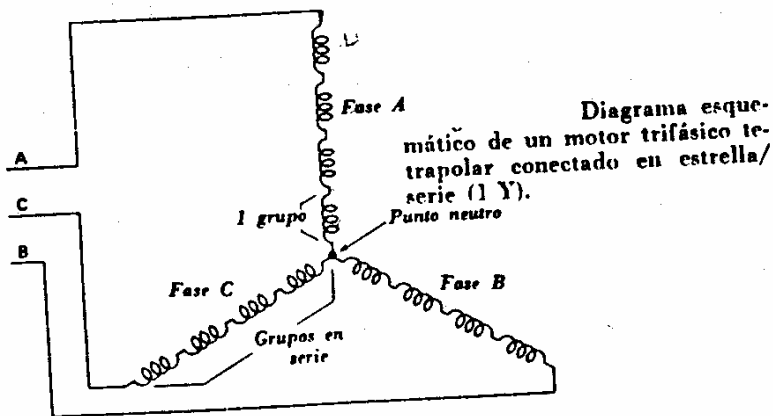 Fase A
Diagrama esque-
mático de un motor trifásico te-
trapolar conectado en estrella/
serie (1 Y).
A
C
B
1 grupo
Punto neutro
Fase C
Fase B
Grupos en
serie